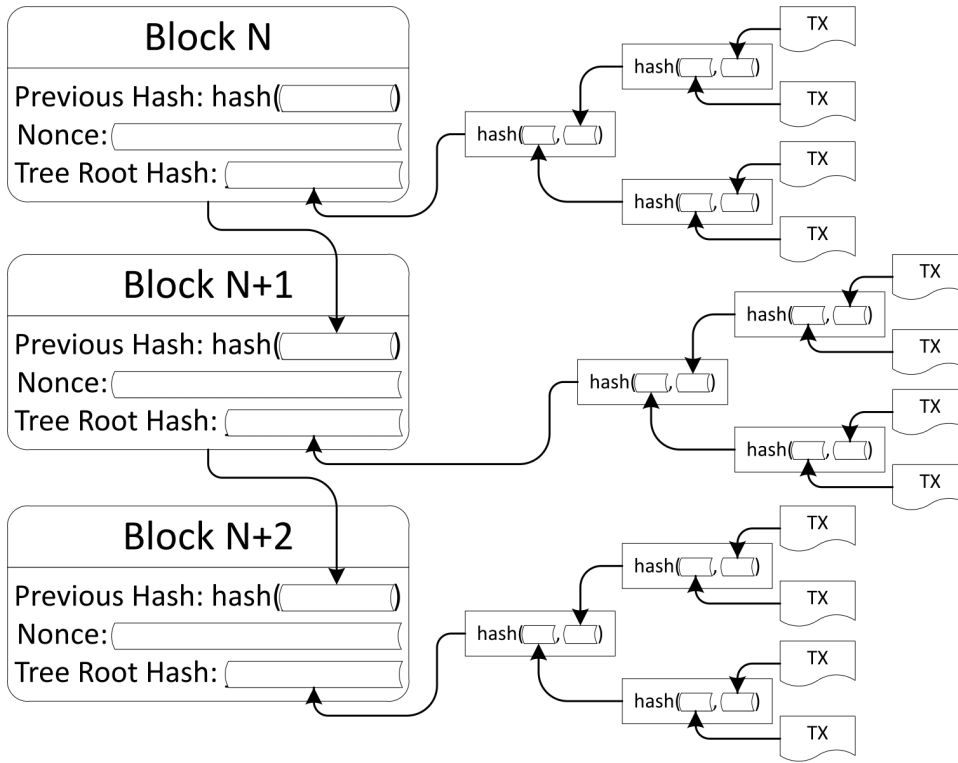 Block N
Previous Hash: hash( )
Nonce:
Tree Root Hash:
hash( , )
hash( , )
TX
TX
hash( , )
TX
TX
Block N+1
Previous Hash: hash( )
Nonce:
Tree Root Hash:
hash( , )
hash( , )
TX
TX
hash( , )
TX
TX
Block N+2
Previous Hash: hash( )
Nonce:
Tree Root Hash:
hash( , )
hash( , )
TX
TX
hash( , )
TX
TX